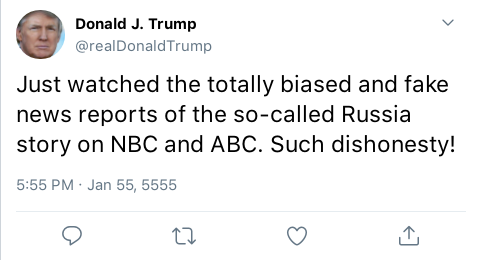 Donald J. Trump
@realDonaldTrump
Just watched the totally biased and fake
news reports of the so-called Russia
story on NBC and ABC. Such dishonesty!
5:55 PM · Jan 55, 5555